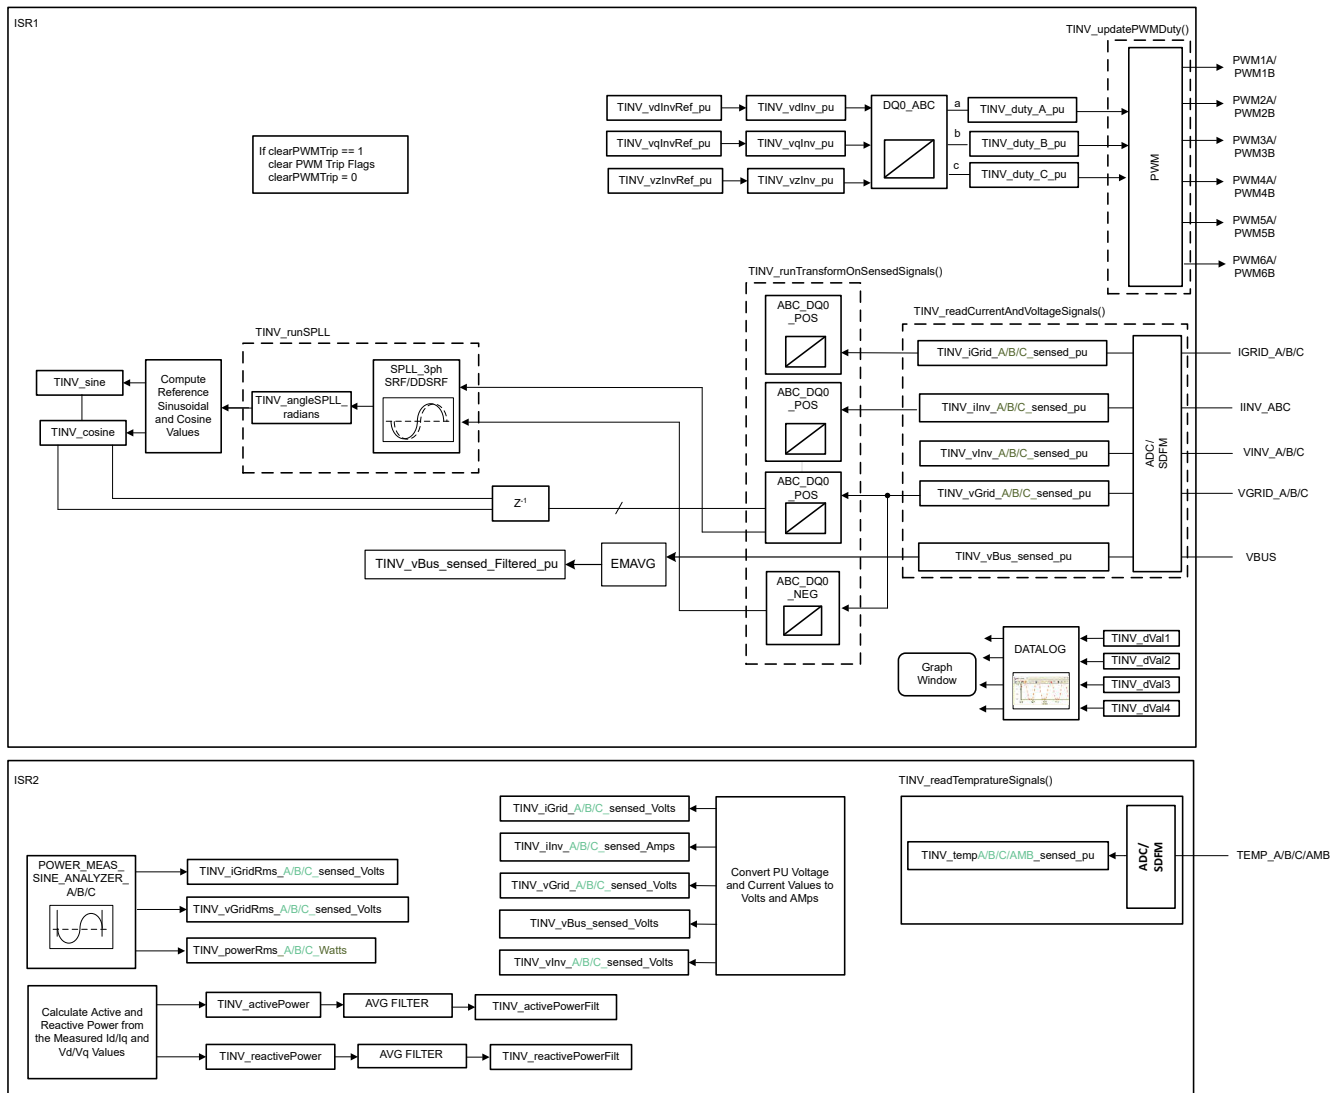 ISR1
TINV_updatePWMDuty()
PWM1A/
PWM1B
PWM2A/
PWM2B
PWM3A/
PWM3B
PWM4A/
PWM4B
PWM5A/
PWM5B
PWM6A/
PWM6B
PWM
TINV_vdInvRef_pu
TINV_vdInv_pu
DQ0_ABC
a
TINV_duty_A_pu
TINV_vqInvRef_pu
TINV_vqInv_pu
b
TINV_duty_B_pu
TINV_vzInvRef_pu
TINV_vzInv_pu
c
TINV_duty_C_pu
If clearPWMTrip == 1
clear PWM Trip Flags
clearPWMTrip = 0
TINV_runTransformOnSensedSignals()
TINV_readCurrentAndVoltageSignals()
TINV_runSPLL
ABC_DQ0
_POS
TINV_iGrid_A/B/C_sensed_pu
IGRID_A/B/C
ABC_DQ0
_POS
TINV_iInv_A/B/C_sensed_pu
IINV_ABC
TINV_vInv_A/B/C_sensed_pu
VINV_A/B/C
ABC_DQ0
_POS
TINV_vGrid_A/B/C_sensed_pu
VGRID_A/B/C
TINV_vBus_sensed_pu
VBUS
ADC/
SDFM
ABC_DQ0
_NEG
SPLL_3ph
SRF/DDSRF
TINV_angleSPLL_
radians
Compute
Reference
Sinusoidal
and Cosine
Values
TINV_sine
TINV_cosine
Z-1
EMAVG
TINV_vBus_sensed_Filtered_pu
Graph
Window
DATALOG
TINV_dVal1
TINV_dVal2
TINV_dVal3
TINV_dVal4
ISR2
TINV_readTempratureSignals()
TINV_tempA/B/C/AMB_sensed_pu
ADC/
SDFM
TEMP_A/B/C/AMB
TINV_iGrid_A/B/C_sensed_Volts
TINV_iInv_A/B/C_sensed_Amps
TINV_vGrid_A/B/C_sensed_Volts
TINV_vBus_sensed_Volts
TINV_vInv_A/B/C_sensed_Volts
Convert PU Voltage
and Current Values to
Volts and AMps
POWER_MEAS_
SINE_ANALYZER_
A/B/C
TINV_iGridRms_A/B/C_sensed_Volts
TINV_vGridRms_A/B/C_sensed_Volts
TINV_powerRms_A/B/C_Watts
Calculate Active and
Reactive Power from
the Measured Id/Iq and
Vd/Vq Values
TINV_activePower
AVG FILTER
TINV_activePowerFilt
TINV_reactivePower
AVG FILTER
TINV_reactivePowerFilt